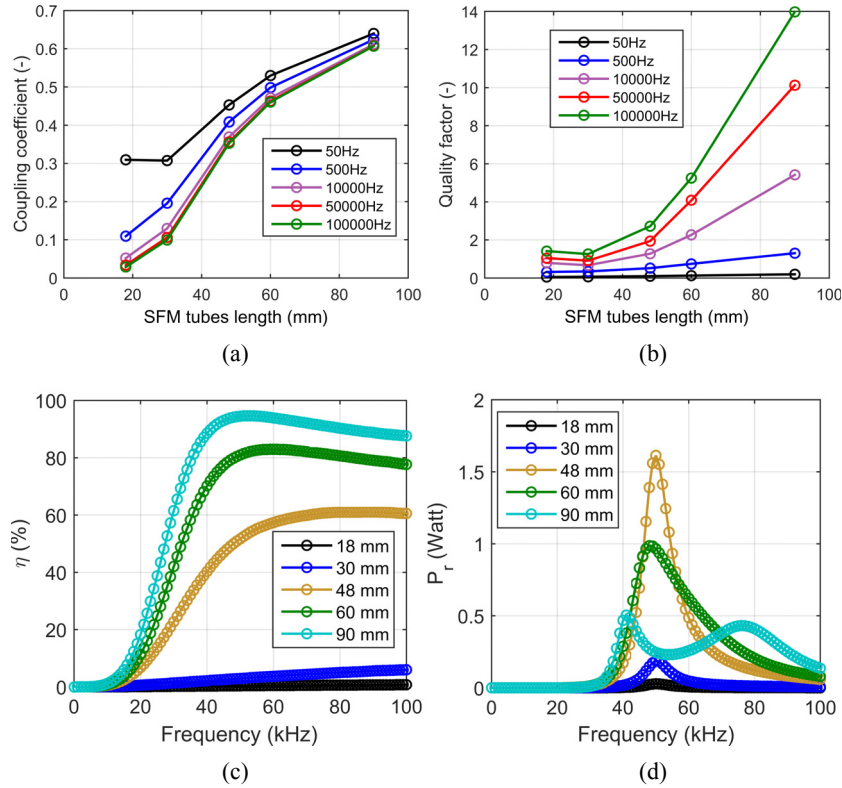 Coupling coefficient (-)
0.7
0.6
0.5
0.4
0.3
0.2
0.1
0
0 20 40 60 80 100
SFM tubes length (mm)
50Hz
500Hz
10000Hz
50000Hz
100000Hz
(a)
Quality factor (-)
14
12
10
8
6
4
2
0
0 20 40 60 80 100
SFM tubes length (mm)
50Hz
500Hz
10000Hz
50000Hz
100000Hz
(b)
η (%)
100
80
60
40
20
0
0 20 40 60 80 100
Frequency (kHz)
18 mm
30 mm
48 mm
60 mm
90 mm
(c)
Pr (Watt)
2
1.5
1
0.5
0
0 20 40 60 80 100
Frequency (kHz)
18 mm
30 mm
48 mm
60 mm
90 mm
(d)